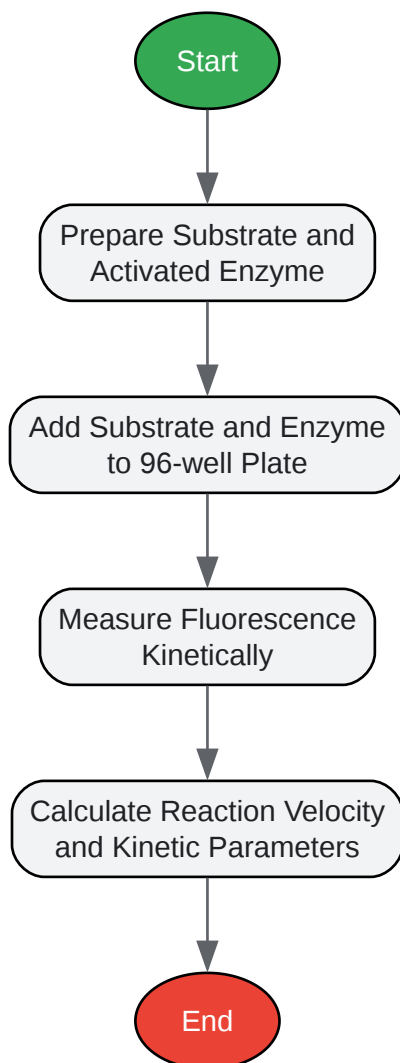 Start
Prepare Substrate and
Activated Enzyme
Add Substrate and Enzyme
to 96-well Plate
Measure Fluorescence
Kinetically
Calculate Reaction Velocity
and Kinetic Parameters
End